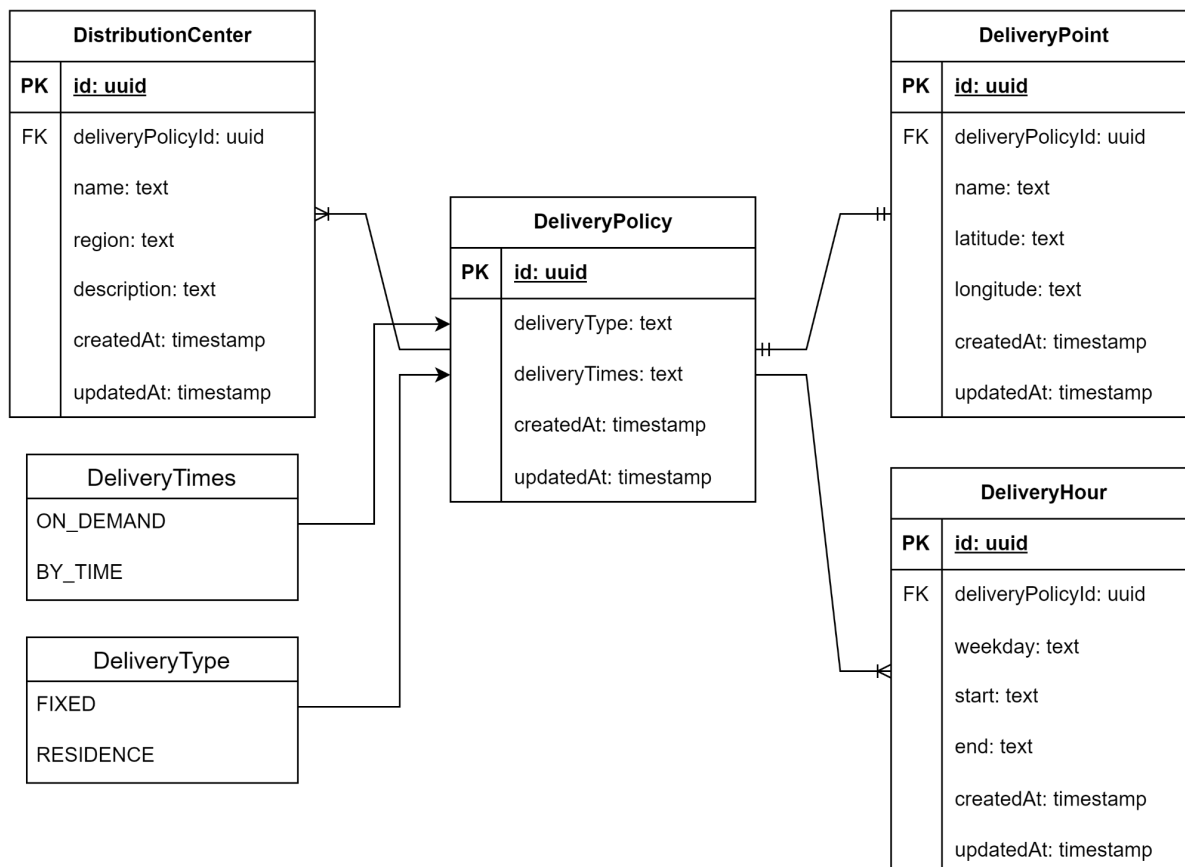 DistributionCenter
PK id: uuid
FK deliveryPolicyId: uuid
name: text
region: text
description: text
createdAt: timestamp
updatedAt: timestamp
DeliveryTimes
ON_DEMAND
BY_TIME
DeliveryType
FIXED
RESIDENCE
DeliveryPolicy
PK id: uuid
deliveryType: text
deliveryTimes: text
createdAt: timestamp
updatedAt: timestamp
DeliveryPoint
PK id: uuid
FK deliveryPolicyId: uuid
name: text
latitude: text
longitude: text
createdAt: timestamp
updatedAt: timestamp
DeliveryHour
PK id: uuid
FK deliveryPolicyId: uuid
weekday: text
start: text
end: text
createdAt: timestamp
updatedAt: timestamp